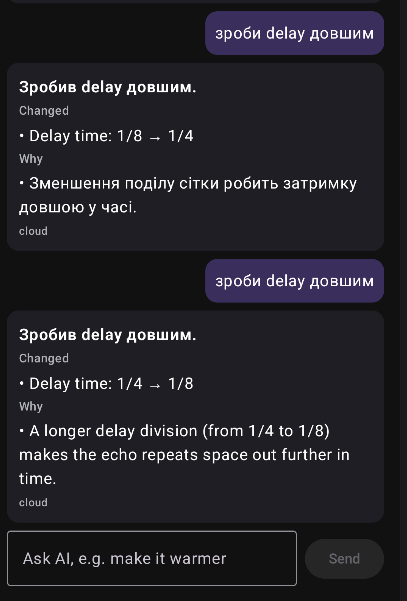 зроби delay довшим
Зробив delay довшим.
Changed
• Delay time: 1/8 → 1/4
Why
• Зменшення поділу сітки робить затримку
довшою у часі.
cloud
зроби delay довшим
Зробив delay довшим.
Changed
• Delay time: 1/4 → 1/8
Why
• A longer delay division (from 1/4 to 1/8)
makes the echo repeats space out further in
time.
cloud
Ask AI, e.g. make it warmer
Send